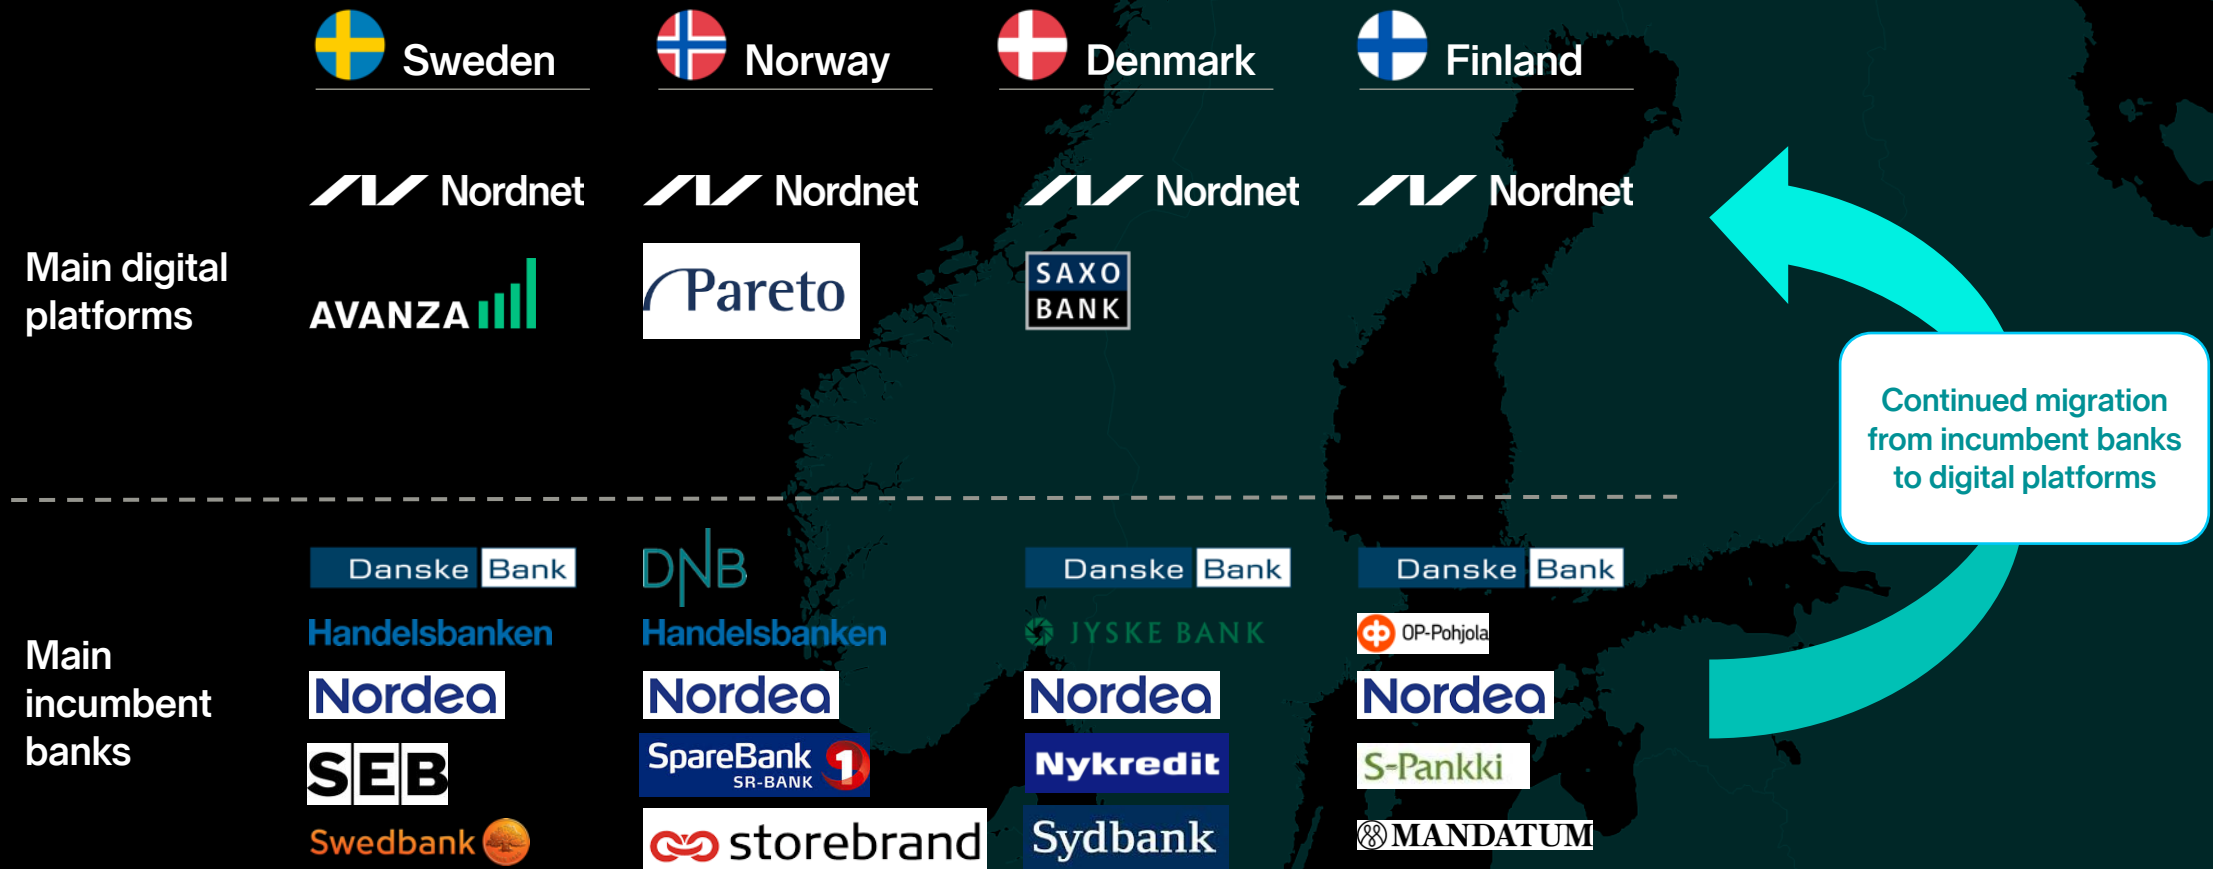 Sweden
Norway
Denmark
Finland
Main digital
platforms
Nordnet
Nordnet
Nordnet
Nordnet
AVANZA
Pareto
SAXO
BANK
Continued migration
from incumbent banks
to digital platforms
Main
incumbent
banks
Danske Bank
DNB
Danske Bank
Danske Bank
Handelsbanken
Handelsbanken
JYSKE BANK
OP-Pohjola
Nordea
Nordea
Nordea
Nordea
SEB
SpareBank 1
SR-BANK
Nykredit
S-Pankki
Swedbank
storebrand
Sydbank
MANDATUM